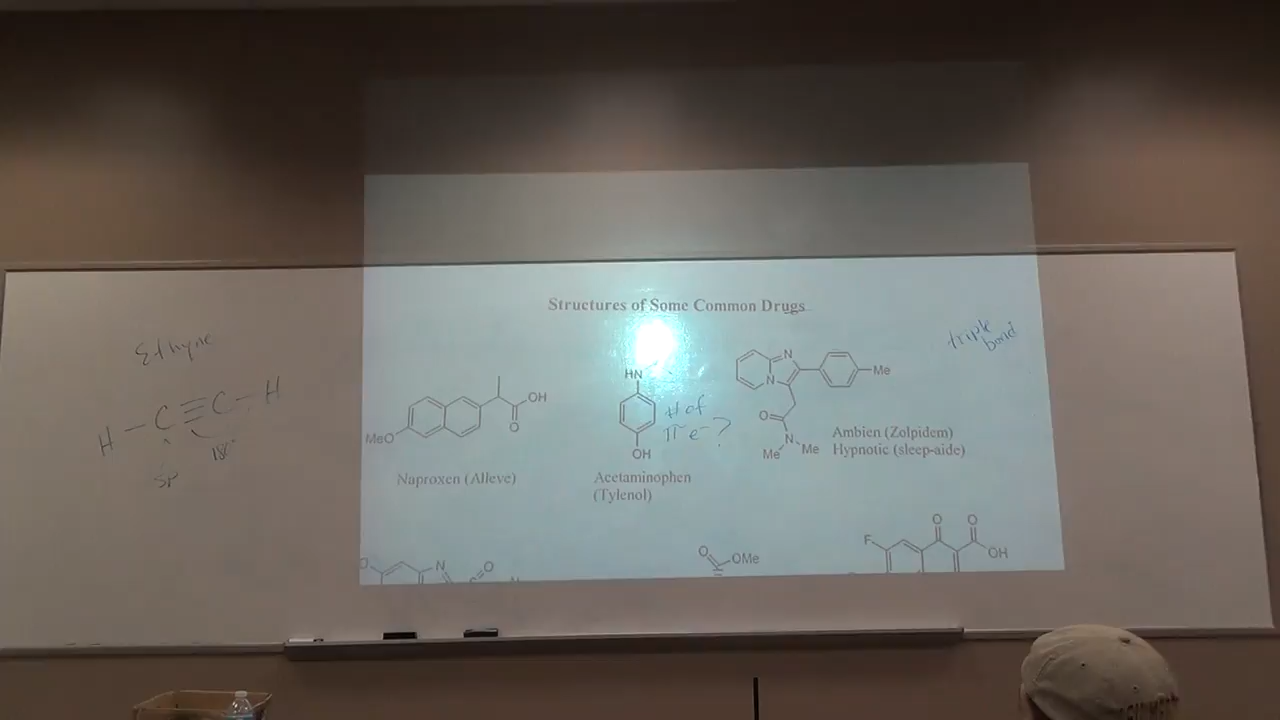 Structures of Some Common Drugs
Ethyne
H - C ≡ C - H
180°
sp
triple
bond
MeO
OH
O
Naproxen (Alleve)
HN
OH
# of
π e- ?
Acetaminophen
(Tylenol)
N
N
Me
O
N
Me
Me
Ambien (Zolpidem)
Hypnotic (sleep-aide)
N
O
O
OMe
F
O
O
OH